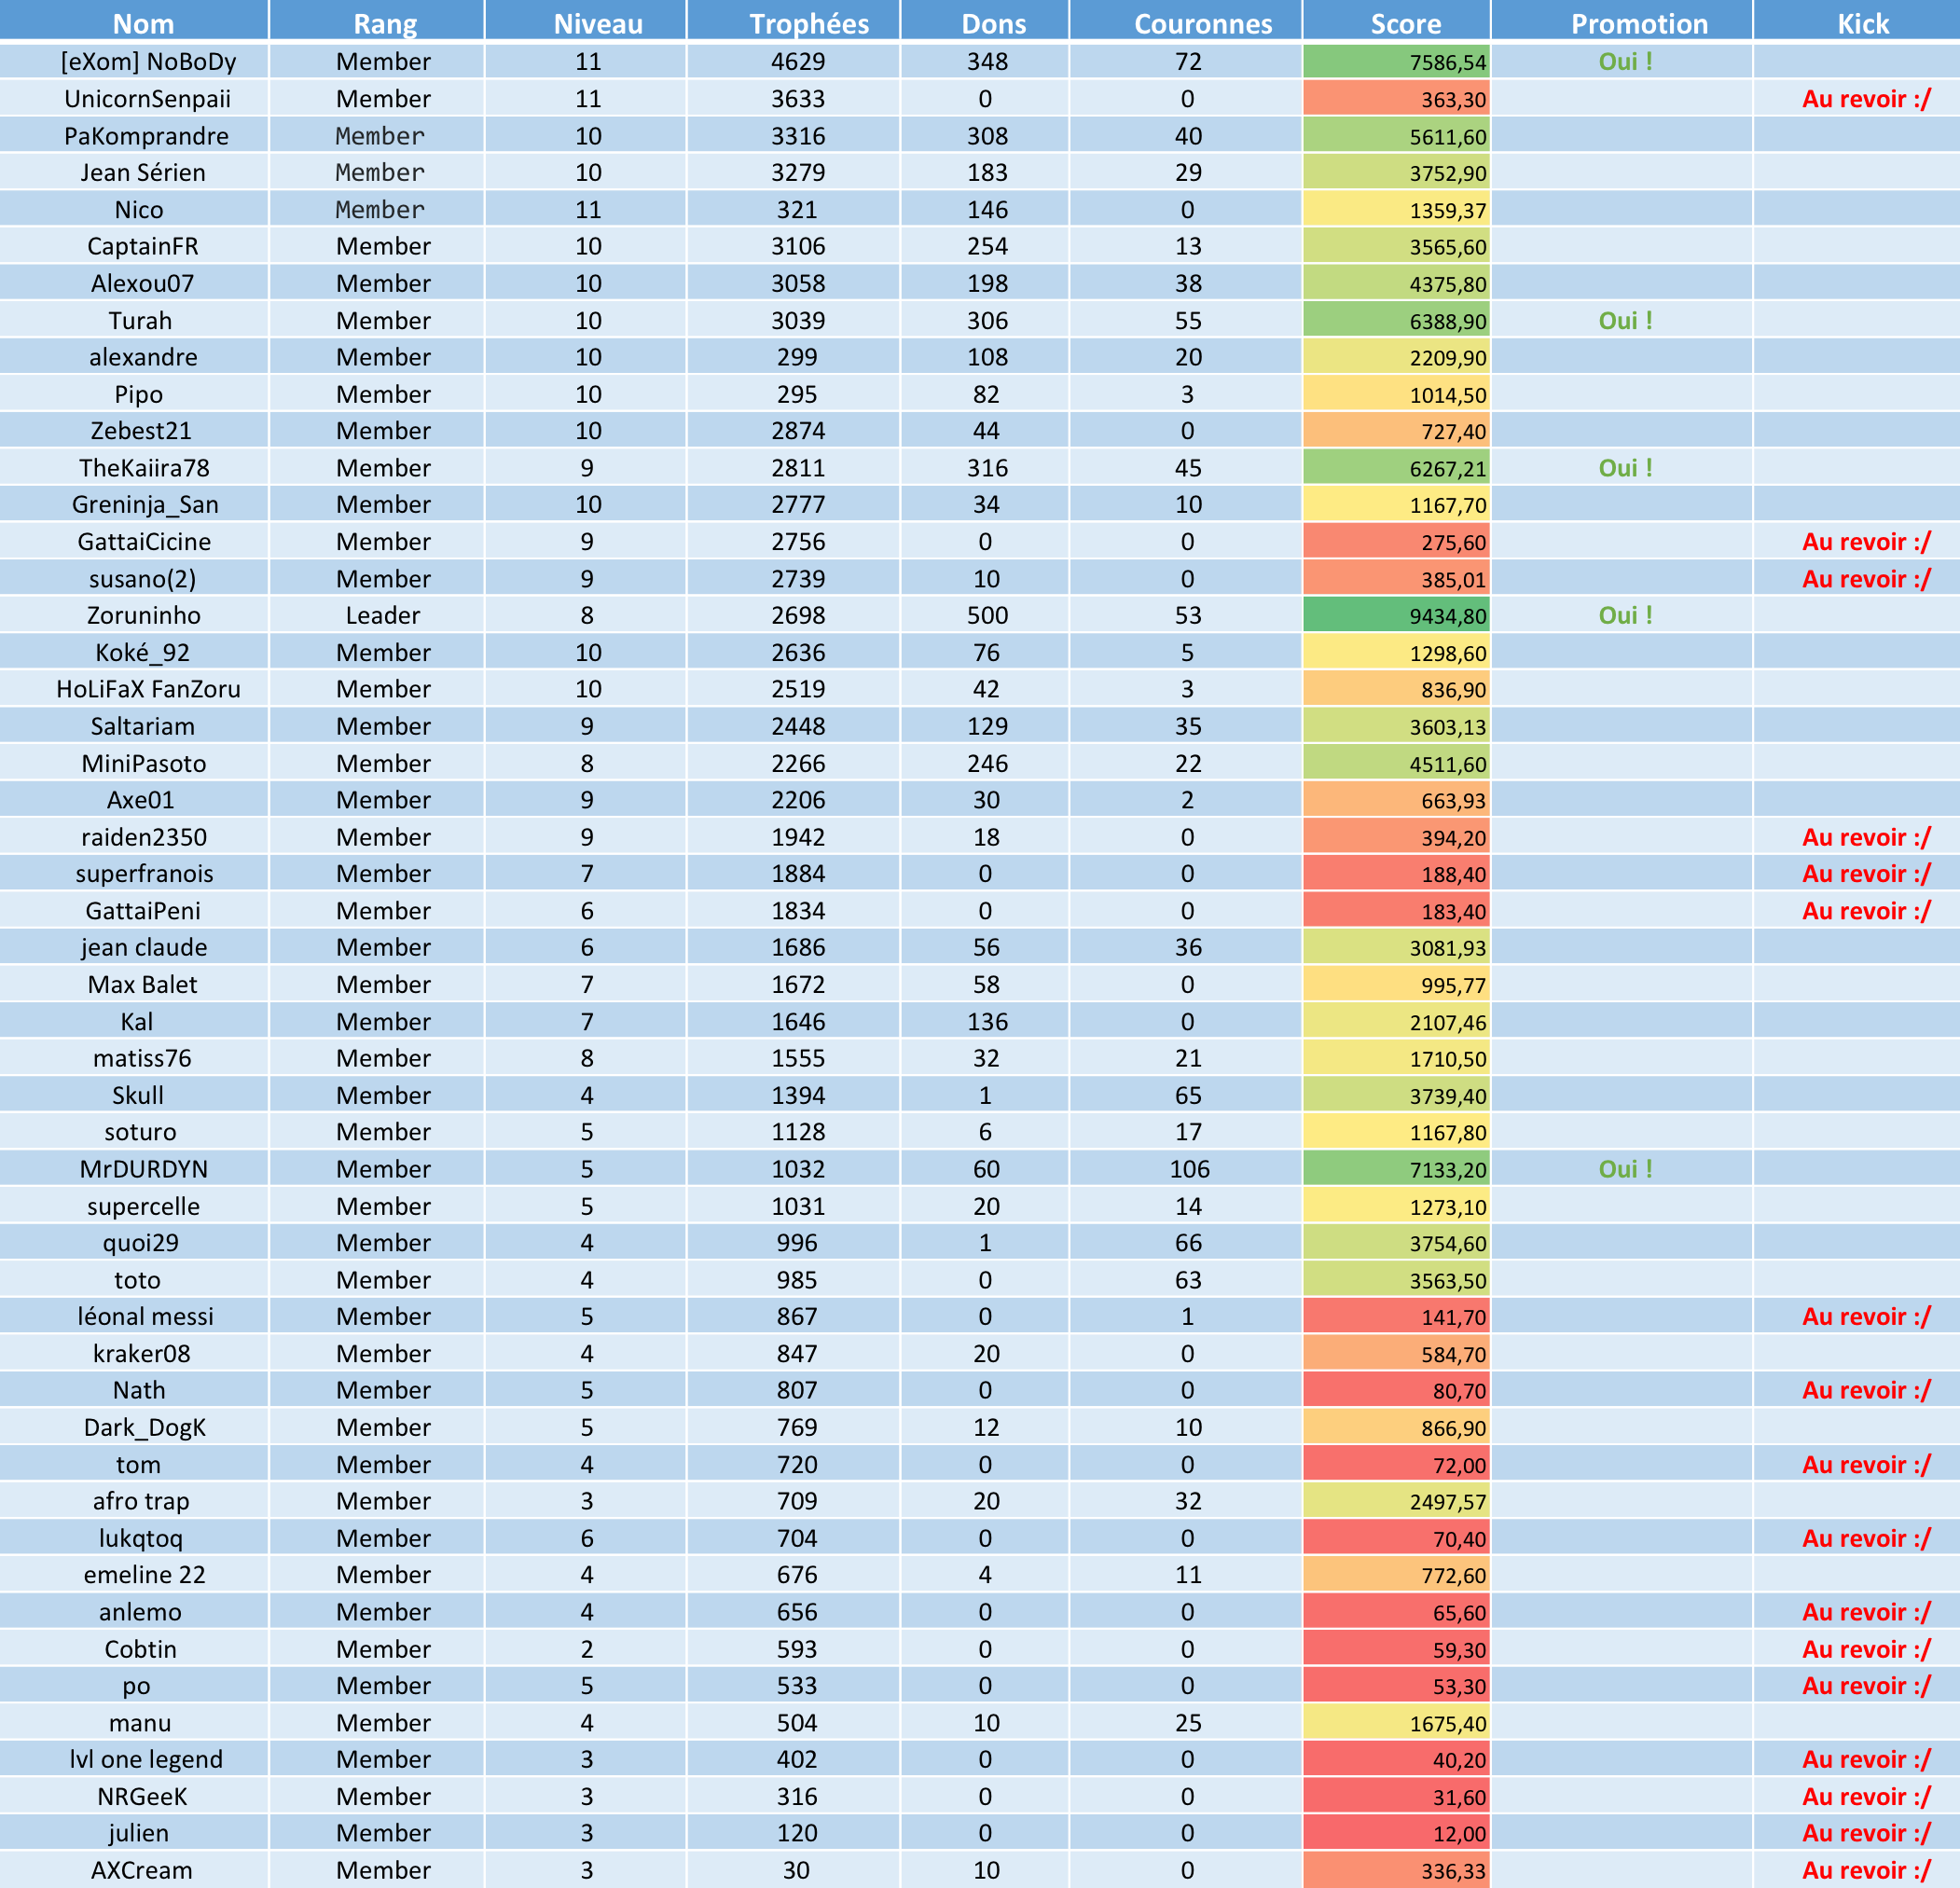 Nom Rang Niveau Trophées Dons Couronnes Score Promotion Kick
[eXom] NoBoDy Member 11 4629 348 72 7586,54 Oui !
UnicornSenpaii Member 11 3633 0 0 363,30 Au revoir :/
PaKomprandre Member 10 3316 308 40 5611,60
Jean Sérien Member 10 3279 183 29 3752,90
Nico Member 11 321 146 0 1359,37
CaptainFR Member 10 3106 254 13 3565,60
Alexou07 Member 10 3058 198 38 4375,80
Turah Member 10 3039 306 55 6388,90 Oui !
alexandre Member 10 299 108 20 2209,90
Pipo Member 10 295 82 3 1014,50
Zebest21 Member 10 2874 44 0 727,40
TheKaiira78 Member 9 2811 316 45 6267,21 Oui !
Greninja_San Member 10 2777 34 10 1167,70
GattaiCicine Member 9 2756 0 0 275,60 Au revoir :/
susano(2) Member 9 2739 10 0 385,01 Au revoir :/
Zoruninho Leader 8 2698 500 53 9434,80 Oui !
Koké_92 Member 10 2636 76 5 1298,60
HoLiFaX FanZoru Member 10 2519 42 3 836,90
Saltariam Member 9 2448 129 35 3603,13
MiniPasoto Member 8 2266 246 22 4511,60
Axe01 Member 9 2206 30 2 663,93
raiden2350 Member 9 1942 18 0 394,20 Au revoir :/
superfranois Member 7 1884 0 0 188,40 Au revoir :/
GattaiPeni Member 6 1834 0 0 183,40 Au revoir :/
jean claude Member 6 1686 56 36 3081,93
Max Balet Member 7 1672 58 0 995,77
Kal Member 7 1646 136 0 2107,46
matiss76 Member 8 1555 32 21 1710,50
Skull Member 4 1394 1 65 3739,40
soturo Member 5 1128 6 17 1167,80
MrDURDYN Member 5 1032 60 106 7133,20 Oui !
supercelle Member 5 1031 20 14 1273,10
quoi29 Member 4 996 1 66 3754,60
toto Member 4 985 0 63 3563,50
léonal messi Member 5 867 0 1 141,70 Au revoir :/
kraker08 Member 4 847 20 0 584,70
Nath Member 5 807 0 0 80,70 Au revoir :/
Dark_DogK Member 5 769 12 10 866,90
tom Member 4 720 0 0 72,00 Au revoir :/
afro trap Member 3 709 20 32 2497,57
lukqtoq Member 6 704 0 0 70,40 Au revoir :/
emeline 22 Member 4 676 4 11 772,60
anlemo Member 4 656 0 0 65,60 Au revoir :/
Cobtin Member 2 593 0 0 59,30 Au revoir :/
po Member 5 533 0 0 53,30 Au revoir :/
manu Member 4 504 10 25 1675,40
lvl one legend Member 3 402 0 0 40,20 Au revoir :/
NRGeeK Member 3 316 0 0 31,60 Au revoir :/
julien Member 3 120 0 0 12,00 Au revoir :/
AXCream Member 3 30 10 0 336,33 Au revoir :/